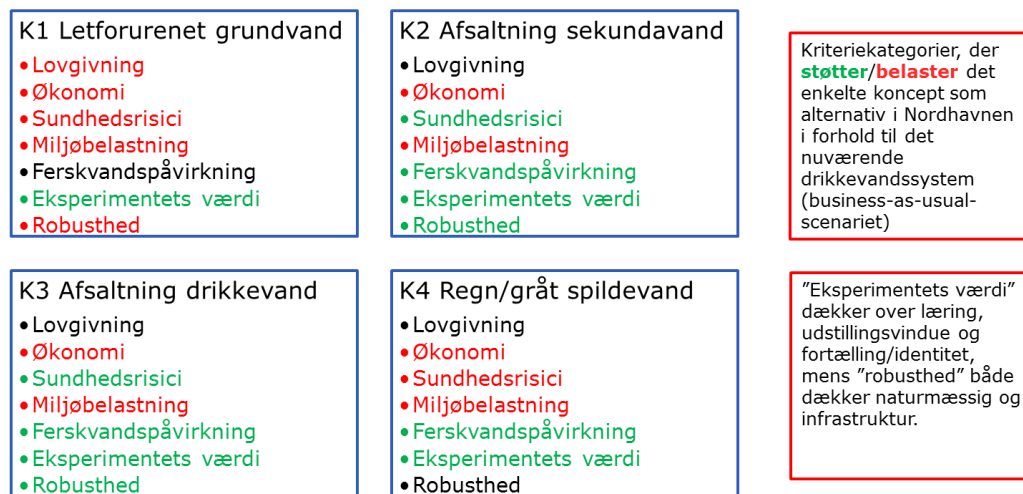 K1 Letforurenet grundvand
• Lovgivning
• Økonomi
• Sundhedsrisici
• Miljøbelastning
• Ferskvandspåvirkning
• Eksperimentets værdi
• Robusthed
K2 Afsaltning sekundavand
• Lovgivning
• Økonomi
• Sundhedsrisici
• Miljøbelastning
• Ferskvandspåvirkning
• Eksperimentets værdi
• Robusthed
Kriteriekategorier, der
støtter/belaster det
enkelte koncept som
alternativ i Nordhavnen
i forhold til det
nuværende
drikkevandssystem
(business-as-usual-
scenariet)
K3 Afsaltning drikkevand
• Lovgivning
• Økonomi
• Sundhedsrisici
• Miljøbelastning
• Ferskvandspåvirkning
• Eksperimentets værdi
• Robusthed
K4 Regn/gråt spildevand
• Lovgivning
• Økonomi
• Sundhedsrisici
• Miljøbelastning
• Ferskvandspåvirkning
• Eksperimentets værdi
• Robusthed
”Eksperimentets værdi”
dækker over læring,
udstillingsvindue og
fortælling/identitet,
mens ”robusthed” både
dækker naturmæssig og
infrastruktur.